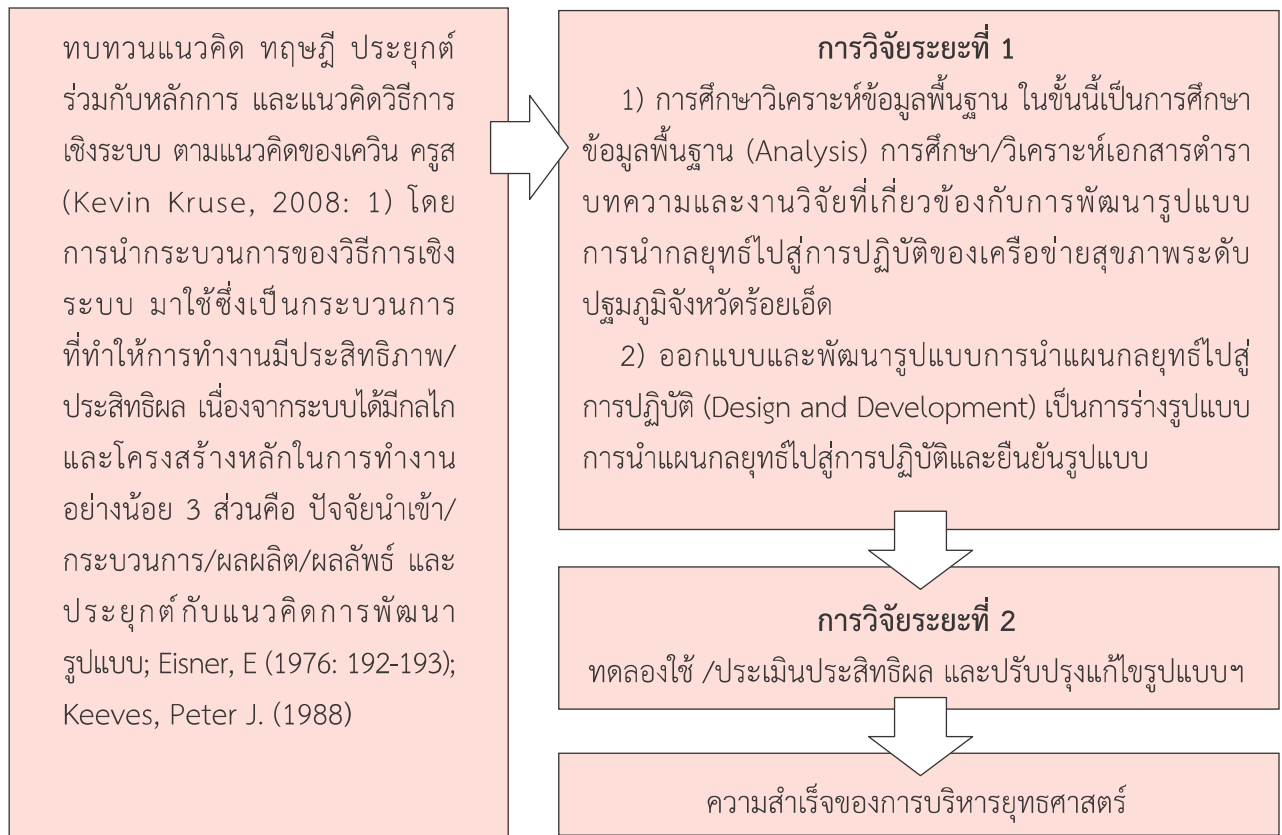 ทบทวนแนวคิด ทฤษฎี ประยุกต์
ร่วมกับหลักการ และแนวคิดวิธีการ
เชิงระบบ ตามแนวคิดของเควิน ครูส
(Kevin Kruse, 2008: 1) โดย
การนำกระบวนการของวิธีการเชิง
ระบบ มาใช้ซึ่งเป็นกระบวนการ
ที่ทำให้การทำงานมีประสิทธิภาพ/
ประสิทธิผล เนื่องจากระบบได้มีกลไก
และโครงสร้างหลักในการทำงาน
อย่างน้อย 3 ส่วนคือ ปัจจัยนำเข้า/
กระบวนการ/ผลผลิต/ผลลัพธ์ และ
ประยุกต์กับแนวคิดการพัฒนา
รูปแบบ; Eisner, E (1976: 192-193);
Keeves, Peter J. (1988)
การวิจัยระยะที่ 1
1) การศึกษาวิเคราะห์ข้อมูลพื้นฐาน ในขั้นนี้เป็นการศึกษา
ข้อมูลพื้นฐาน (Analysis) การศึกษา/วิเคราะห์เอกสารตำรา
บทความและงานวิจัยที่เกี่ยวข้องกับการพัฒนารูปแบบ
การนำกลยุทธ์ไปสู่การปฏิบัติของเครือข่ายสุขภาพระดับ
ปฐมภูมิจังหวัดร้อยเอ็ด
2) ออกแบบและพัฒนารูปแบบการนำแผนกลยุทธ์ไปสู่
การปฏิบัติ (Design and Development) เป็นการร่างรูปแบบ
การนำแผนกลยุทธ์ไปสู่การปฏิบัติและยืนยันรูปแบบ
การวิจัยระยะที่ 2
ทดลองใช้ /ประเมินประสิทธิผล และปรับปรุงแก้ไขรูปแบบฯ
ความสำเร็จของการบริหารยุทธศาสตร์